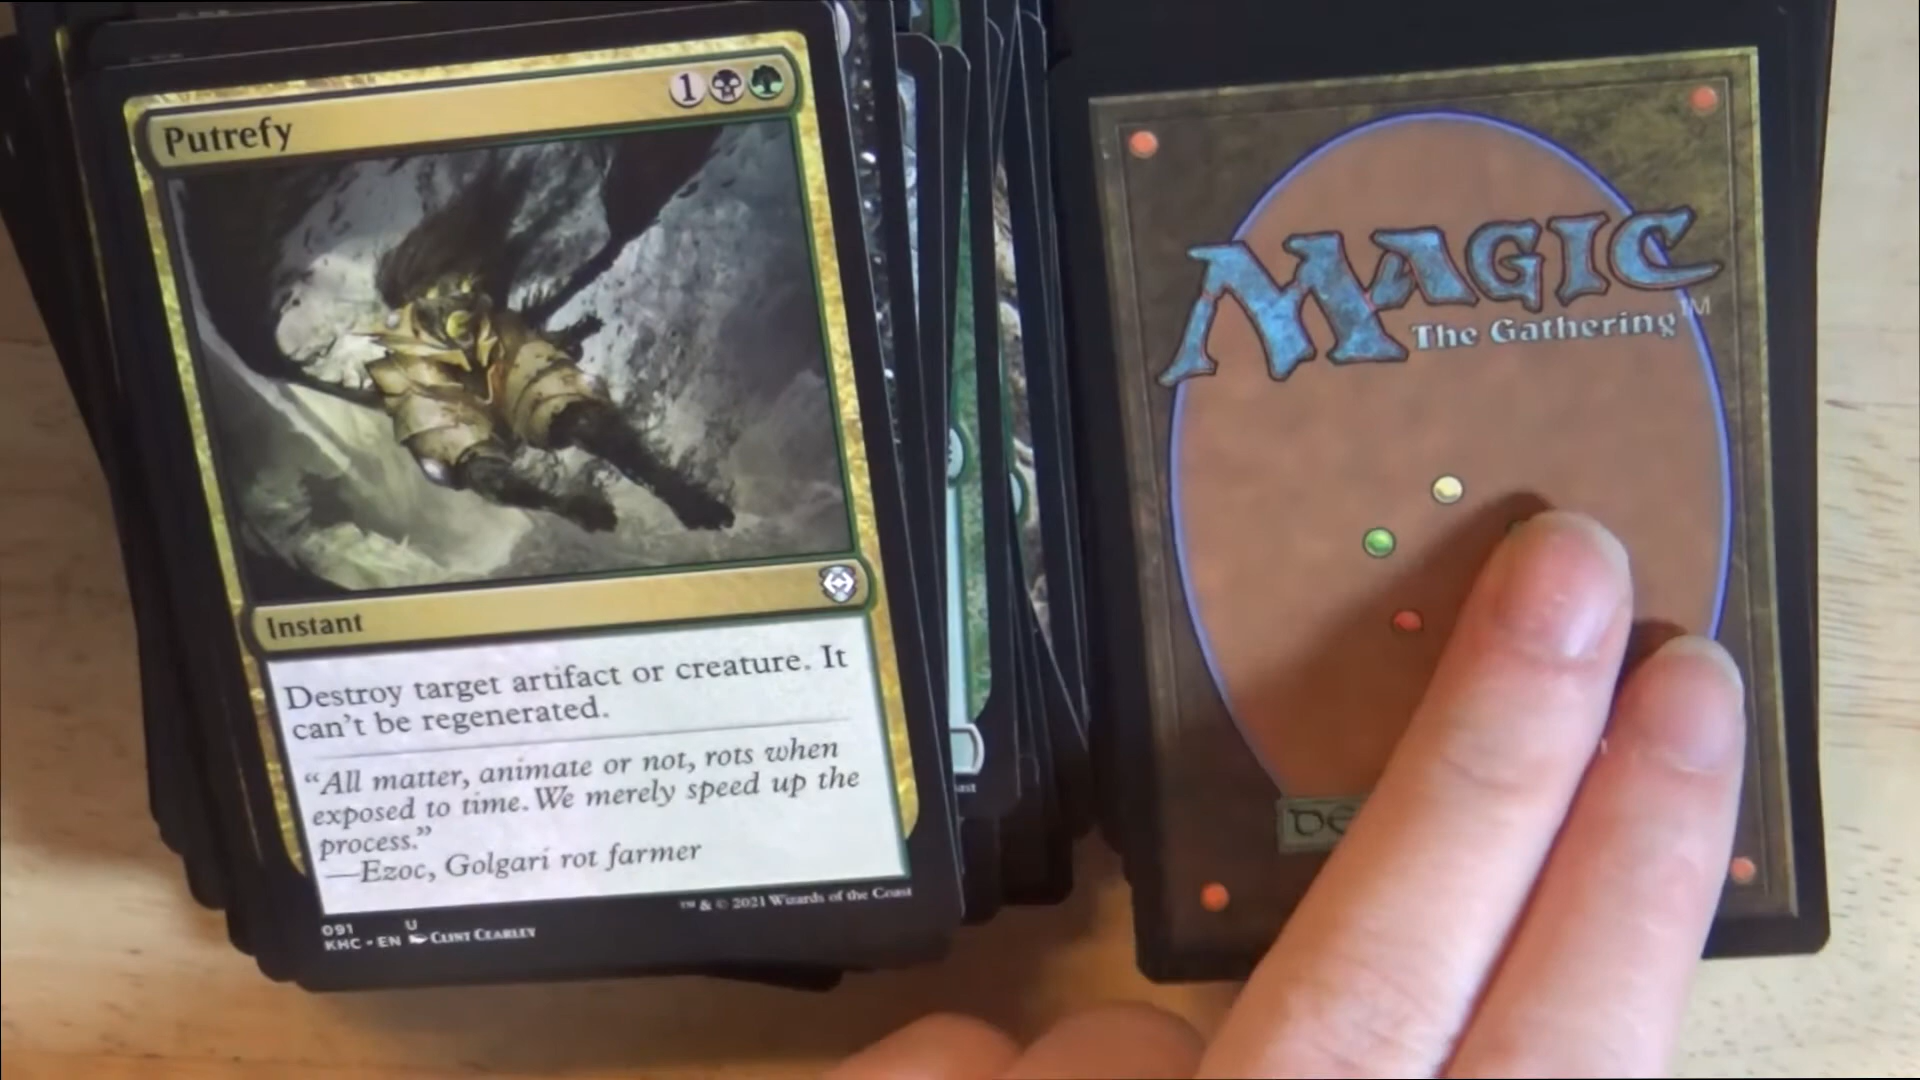 Putrefy
1
Instant
Destroy target artifact or creature. It
can't be regenerated.
“All matter, animate or not, rots when
exposed to time. We merely speed up the
process.”
—Ezoc, Golgari rot farmer
091 U
KHC • EN Clint Cearley
™ & © 2021 Wizards of the Coast
MAGIC
The Gathering
TM
DE